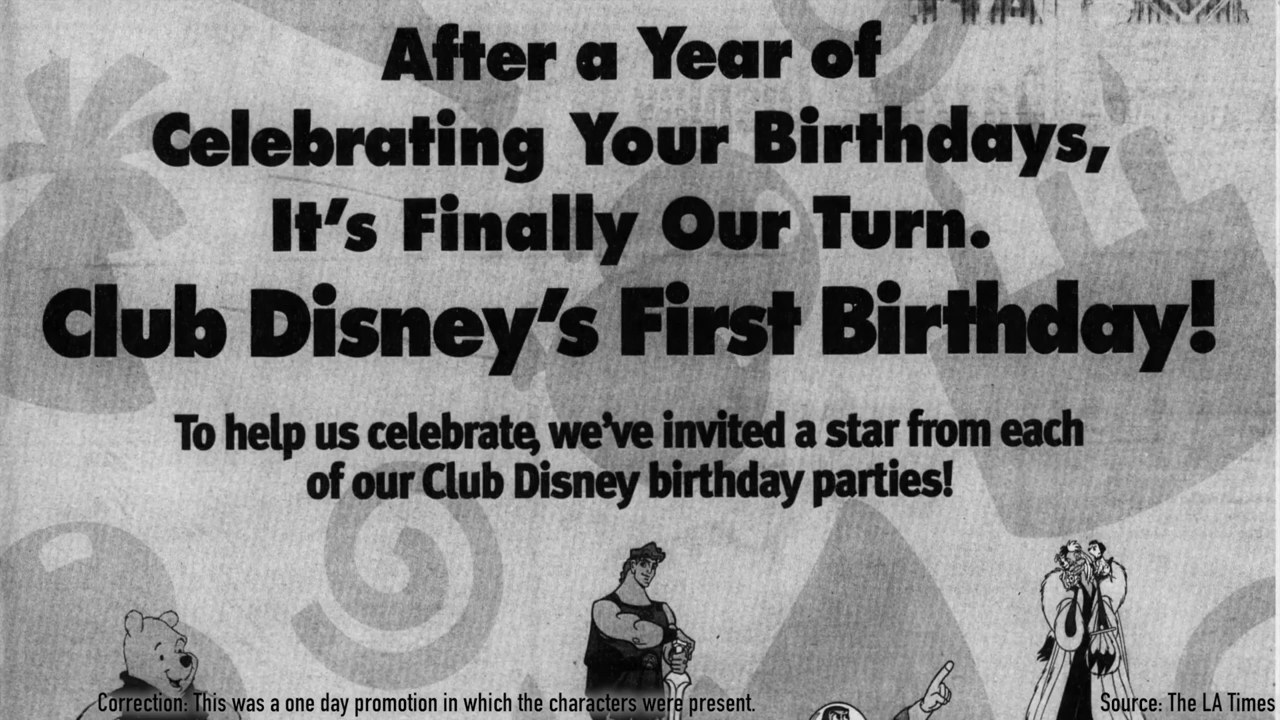 After a Year of
Celebrating Your Birthdays,
It's Finally Our Turn.
Club Disney's First Birthday!
To help us celebrate, we've invited a star from each
of our Club Disney birthday parties!
Correction: This was a one day promotion in which the characters were present.
Source: The LA Times